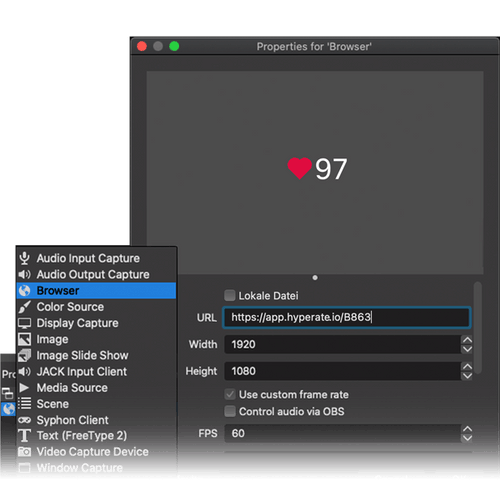 Properties for 'Browser'
97
Audio Input Capture
Audio Output Capture
Browser
Color Source
Display Capture
Image
Image Slide Show
JACK Input Client
Media Source
Scene
Syphon Client
Text (FreeType 2)
Video Capture Device
Window Capture
Lokale Datei
URL https://app.hyperate.io/B863
Width 1920
Height 1080
Use custom frame rate
Control audio via OBS
FPS 60